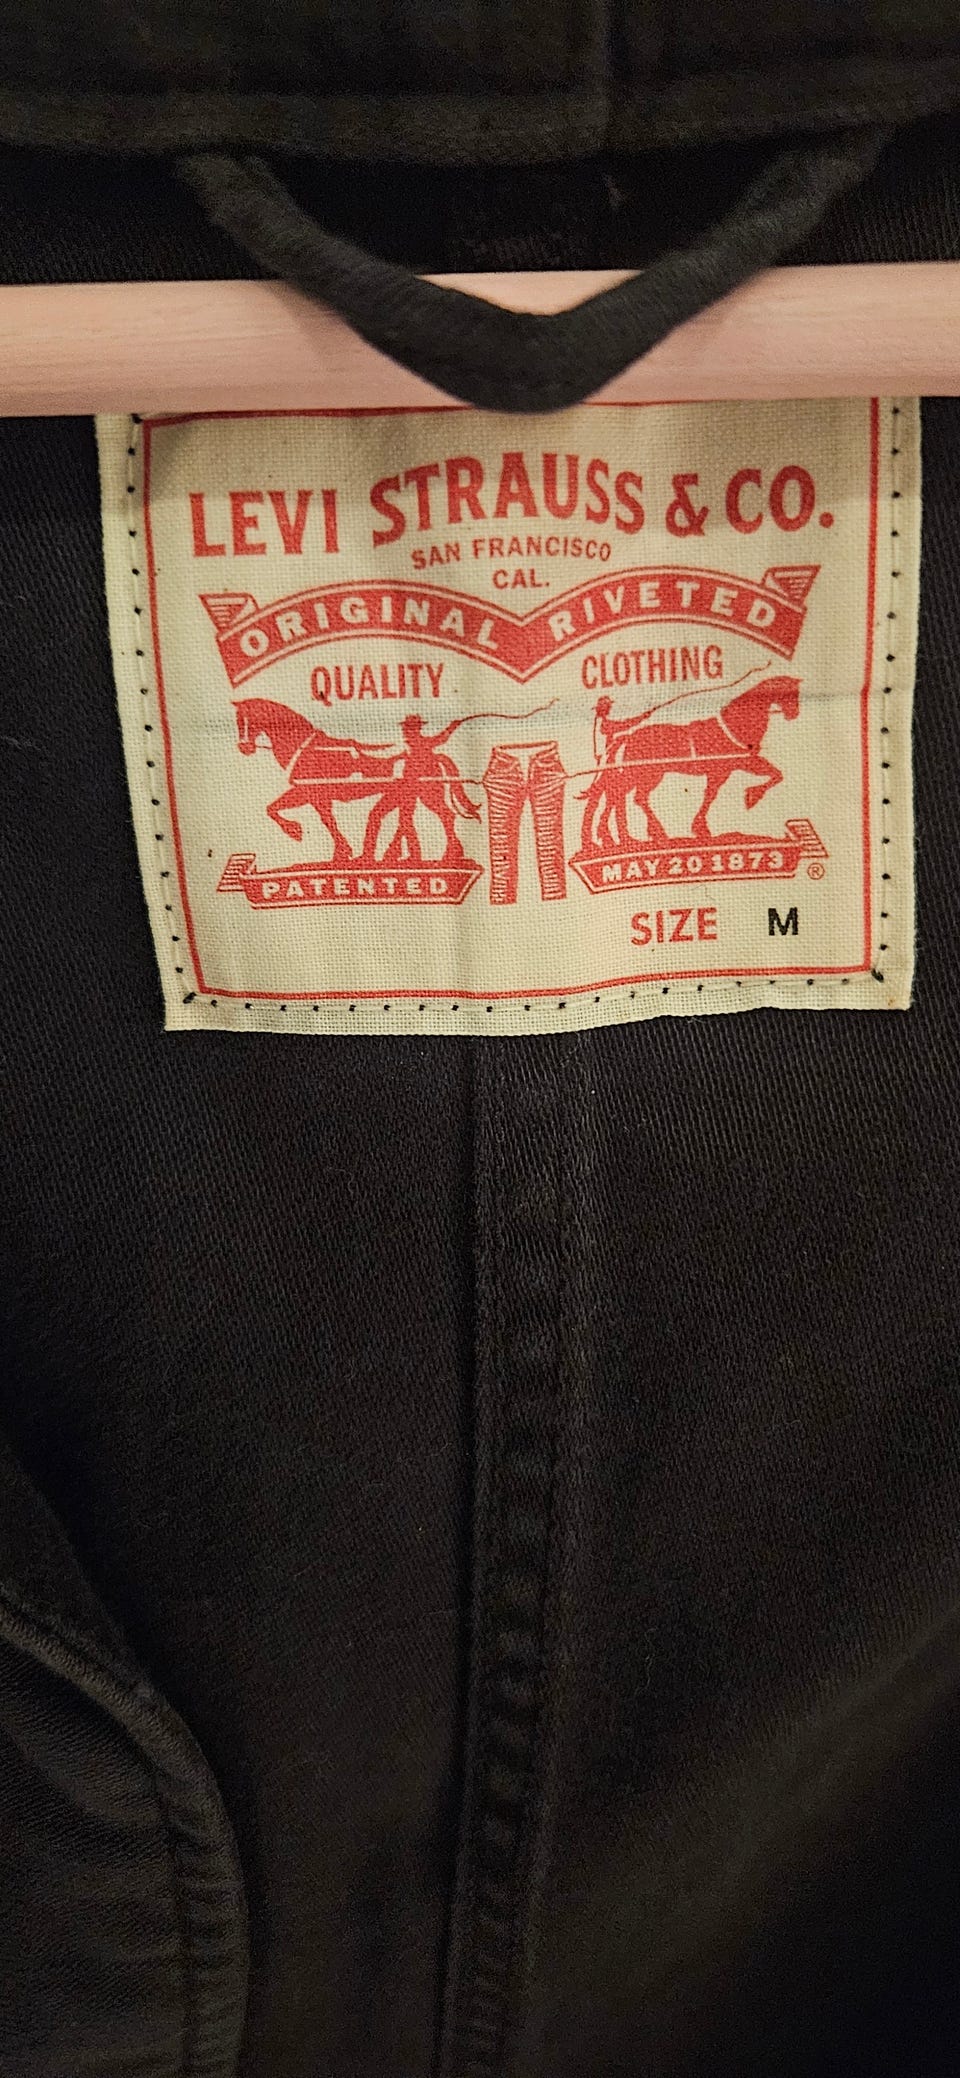 LEVI STRAUSS & CO.
SAN FRANCISCO
CAL.
ORIGINAL RIVETED
QUALITY CLOTHING
PATENTED MAY 20 1873 ®
SIZE M